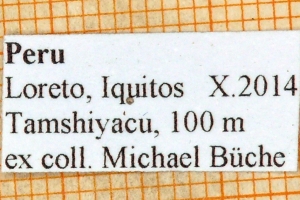 Peru
Loreto, Iquitos X.2014
Tamshiyacu, 100 m
ex coll. Michael Büche